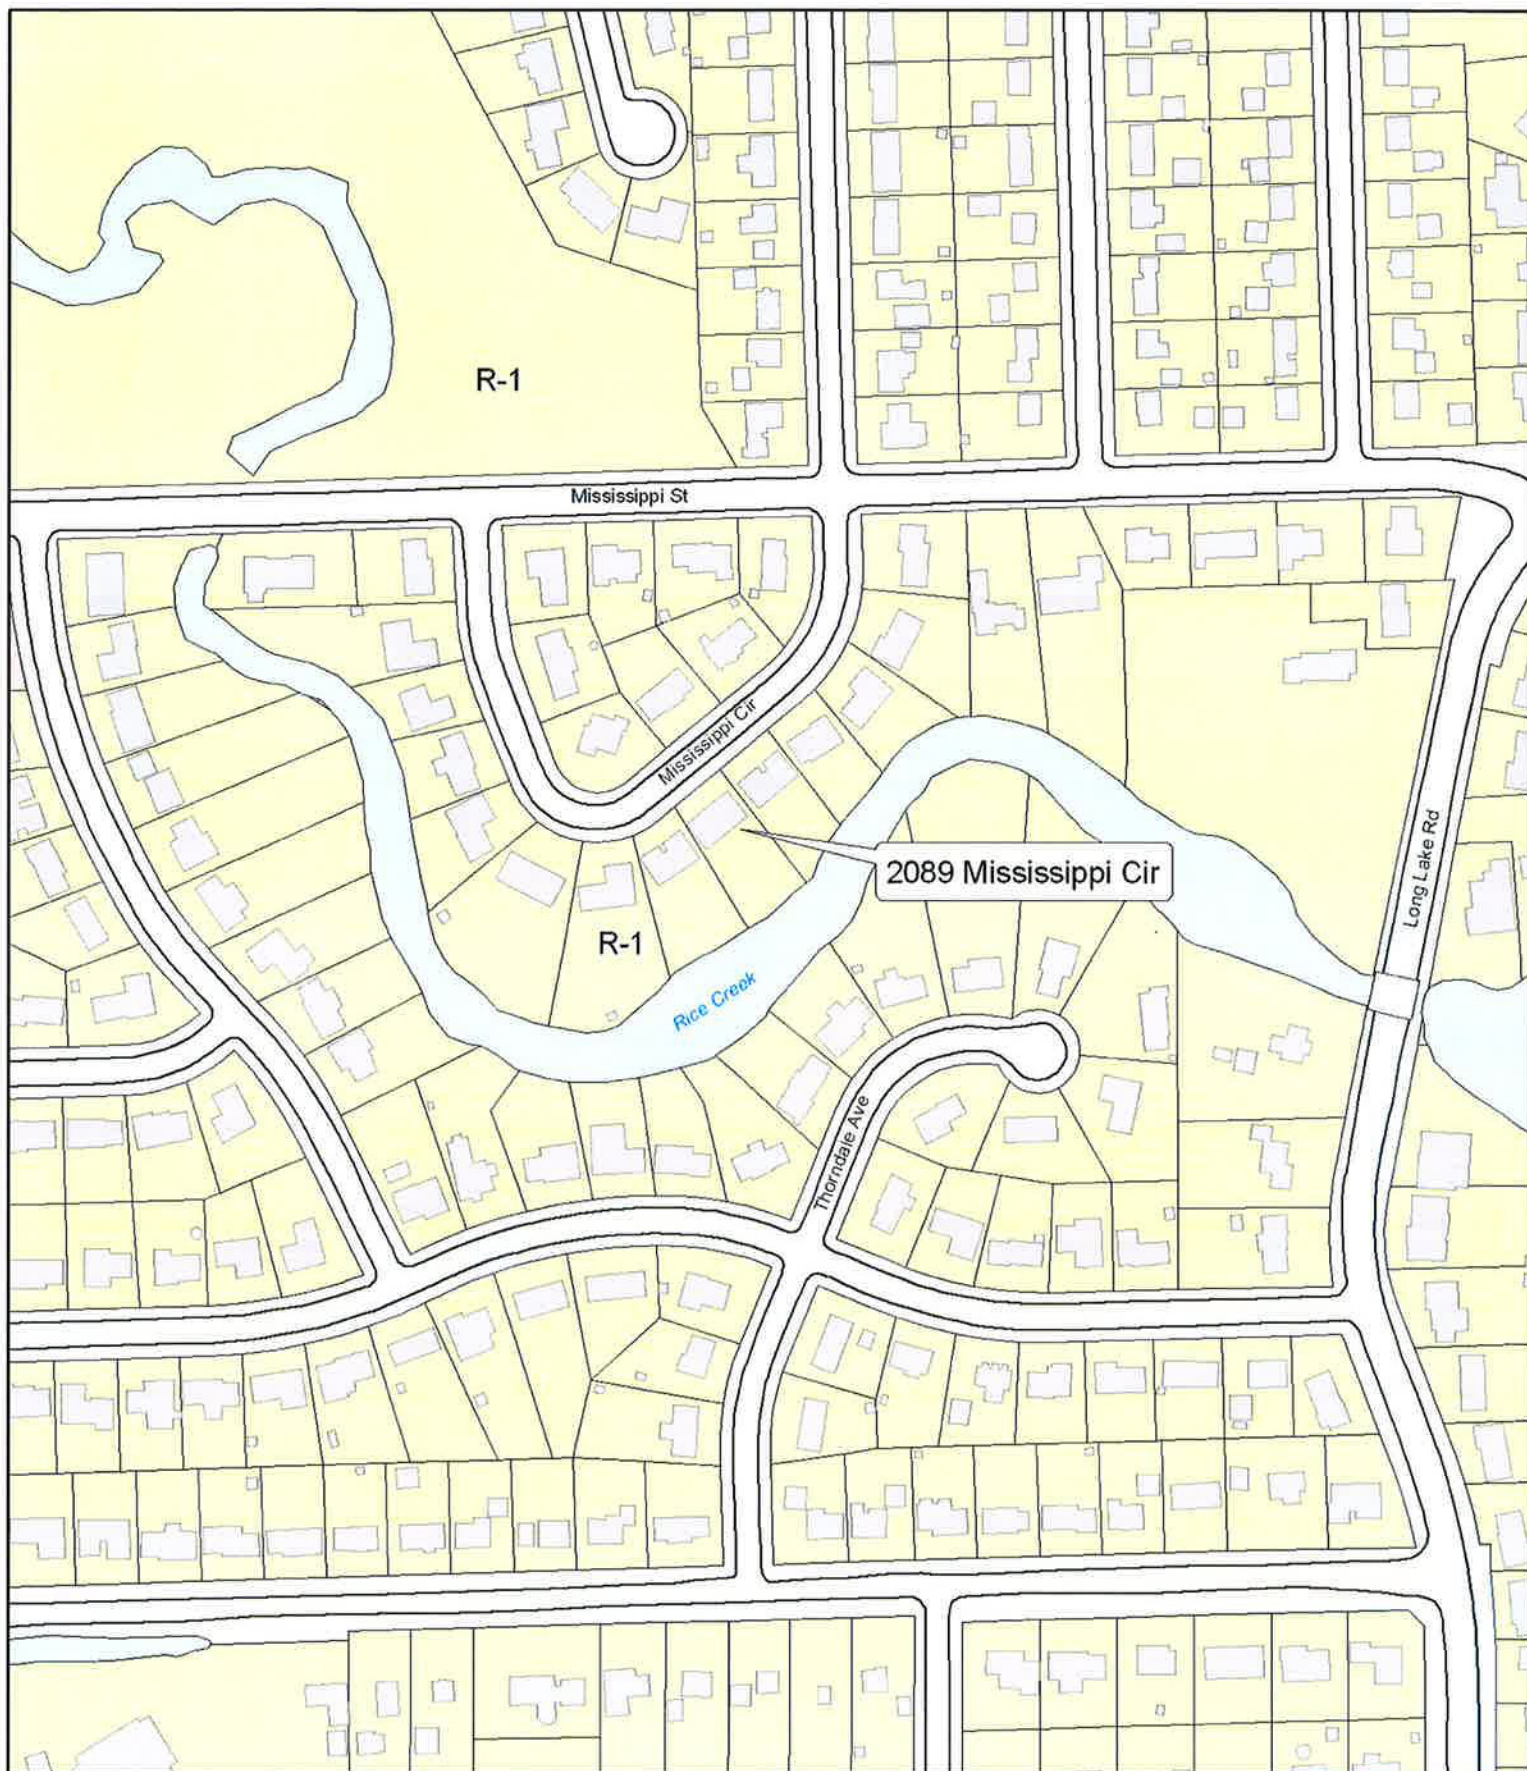 R-1
Mississippi St
Mississippi Cir
Long Lake Rd
2089 Mississippi Cir
R-1
Rice Creek
Thorndale Ave